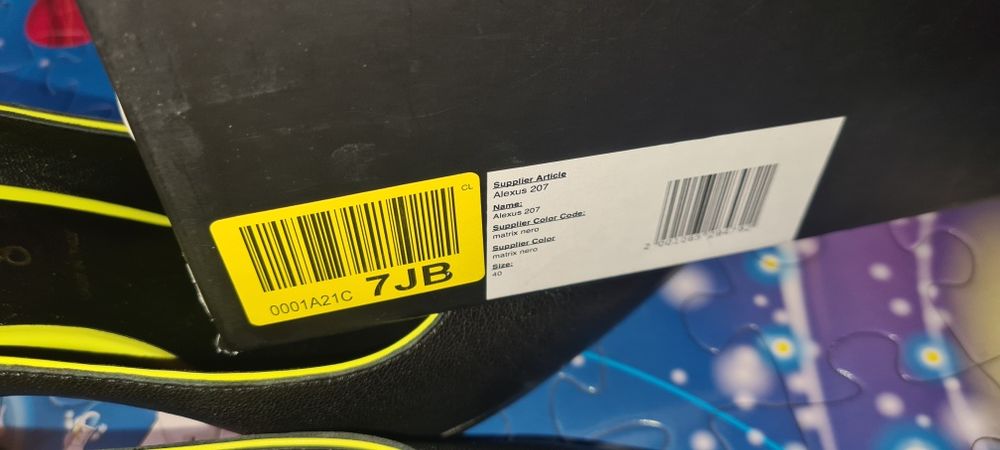 CL
0001A21C 7JB
Supplier Article
Alexus 207
Name:
Alexus 207
Supplier Color Code:
matrix nero
Supplier Color
matrix nero
Size:
40